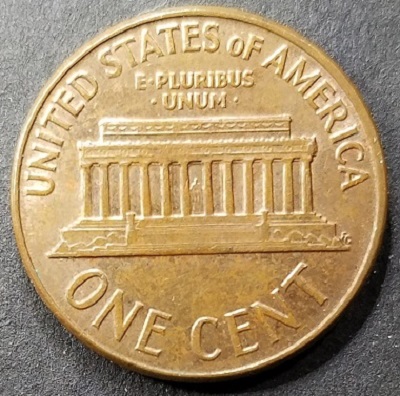 UNITED STATES oF AMERICA
E·PLURIBUS
·UNUM·
ONE CENT